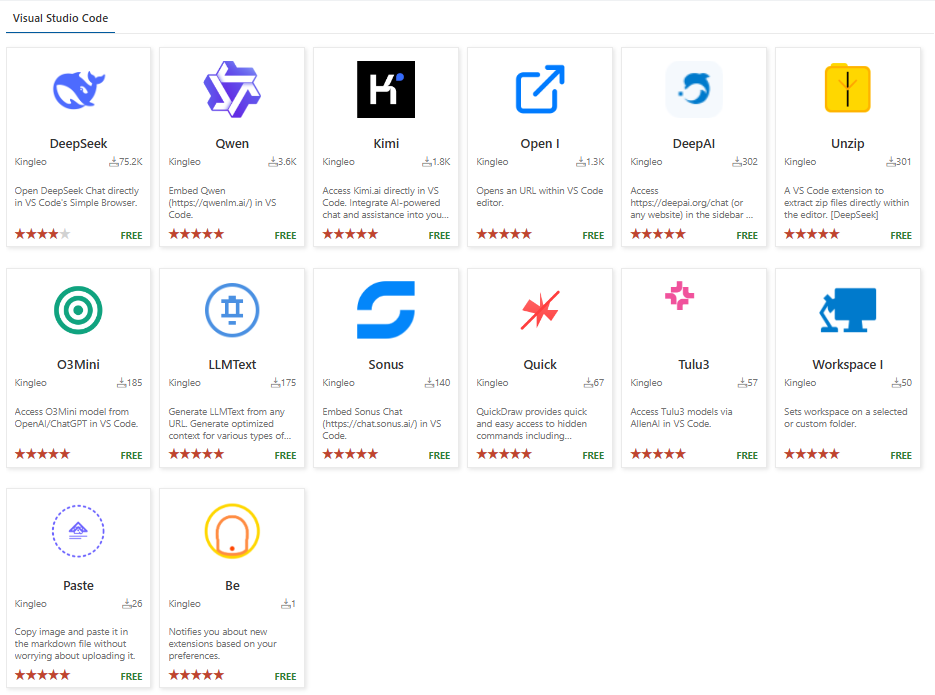 Visual Studio Code
DeepSeek
Kingleo 75.2K
Open DeepSeek Chat directly
in VS Code's Simple Browser.
FREE
Qwen
Kingleo 3.6K
Embed Qwen
(https://qwenlm.ai/) in VS
Code.
FREE
Kimi
Kingleo 1.8K
Access Kimi.ai directly in VS
Code. Integrate AI-powered
chat and assistance into you...
FREE
Open I
Kingleo 1.3K
Opens an URL within VS Code
editor.
FREE
DeepAI
Kingleo 302
Access
https://deepai.org/chat (or
any website) in the sidebar ...
FREE
Unzip
Kingleo 301
A VS Code extension to
extract zip files directly within
the editor. [DeepSeek]
FREE
O3Mini
Kingleo 185
Access O3Mini model from
OpenAI/ChatGPT in VS Code.
FREE
LLMText
Kingleo 175
Generate LLMText from any
URL. Generate optimized
context for various types of...
FREE
Sonus
Kingleo 140
Embed Sonus Chat
(https://chat.sonus.ai/) in VS
Code.
FREE
Quick
Kingleo 67
QuickDraw provides quick
and easy access to hidden
commands including...
FREE
Tulu3
Kingleo 57
Access Tulu3 models via
AllenAI in VS Code.
FREE
Workspace I
Kingleo 50
Sets workspace on a selected
or custom folder.
FREE
Paste
Kingleo 26
Copy image and paste it in
the markdown file without
worrying about uploading it.
FREE
Be
Kingleo 1
Notifies you about new
extensions based on your
preferences.
FREE